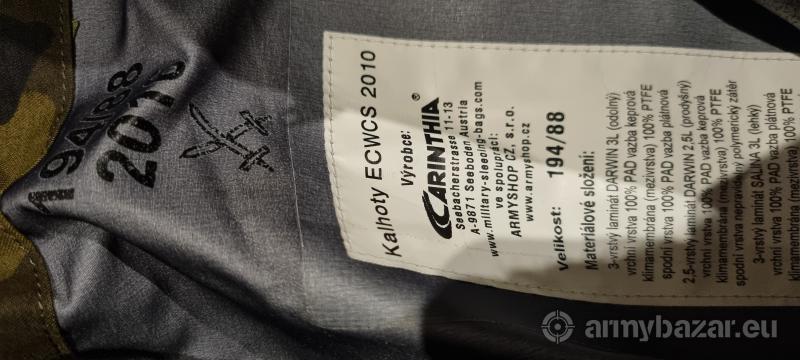 194/88
2016
Kalhoty ECWCS 2010
Výrobce:
CARINTHIA®
Seebacherstrasse 11-13
A-9871 Seeboden Austria
www.military-sleeping-bags.com
ve spolupráci:
ARMYSHOP CZ, s.r.o.
www.armyshop.cz
Velikost: 194/88
Materiálové složení:
3-vrstvý laminát DARWIN 3L (odolný)
vrchní vrstva 100% PAD vazba keprová
klimamembrána (mezivrstva) 100% PTFE
spodní vrstva 100% PAD vazba plátnová
2,5-vrstvý laminát DARWIN 2.5L (prodyšný)
vrchní vrstva 100% PAD vazba keprová
klimamembrána (mezivrstva) 100% PTFE
spodní vrstva nepravidelný polymerický zátěr
3-vrstvý laminát SAUNA 3L (lehký)
vrchní vrstva 100% PAD vazba plátnová
klimamembrána (mezivrstva) 100% PTFE
armybazar.eu